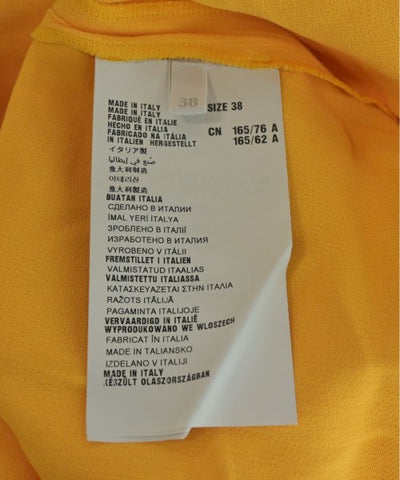 38
MADE IN ITALY SIZE 38
MADE IN ITALY
FABRIQUÉ EN ITALIE
HECHO EN ITALIA CN 165/76 A
FABRICADO NA ITÁLIA 165/62 A
IN ITALIEN HERGESTELLT
イタリア製
صنع في إيطاليا
意大利制造
이태리산
意大利製造
BUATAN ITALIA
СДЕЛАНО В ИТАЛИИ
İMAL YERİ İTALYA
ЗРОБЛЕНО В ІТАЛІЇ
ИЗРАБОТЕНО В ИТАЛИЯ
VYROBENO V ITÁLII
FREMSTILLET I ITALIEN
VALMISTATUD ITAALIAS
VALMISTETTU ITALIASSA
ΚΑΤΑΣΚΕΥΑΖΕΤΑΙ ΣΤΗΝ ΙΤΑΛΙΑ
RAŽOTS ITĀLIJĀ
PAGAMINTA ITALIJOJE
VERVAARDIGD IN ITALIË
WYPRODUKOWANO WE WLOSZECH
FABRICAT ÎN ITALIA
MADE IN TALIANSKO
IZDELANO V ITALIJI
MADE IN ITALY
KÉSZÜLT OLASZORSZÁGBAN